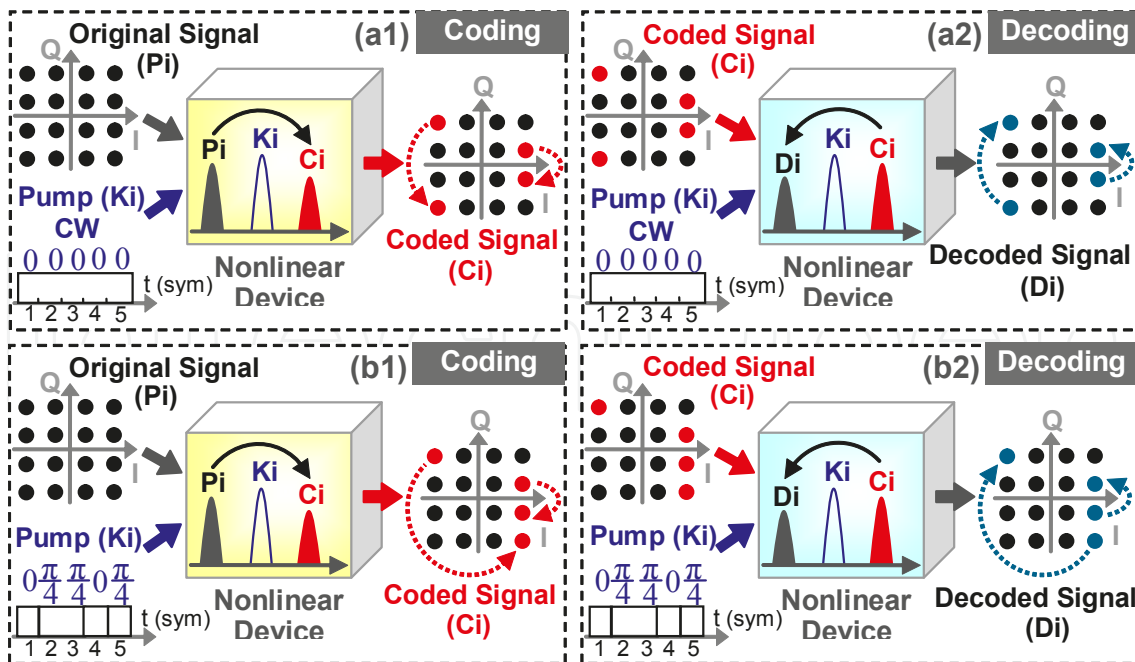 Original Signal
(Pi)
(a1)
Coding
Q
I
Pi
Ki
Ci
Q
I
Pump (Ki)
CW
0 0 0 0 0
t (sym)
1 2 3 4 5
Nonlinear
Device
Coded Signal
(Ci)
Coded Signal
(Ci)
(a2)
Decoding
Q
I
Di
Ki
Ci
Q
I
Pump (Ki)
CW
0 0 0 0 0
t (sym)
1 2 3 4 5
Nonlinear
Device
Decoded Signal
(Di)
Original Signal
(Pi)
(b1)
Coding
Q
I
Pi
Ki
Ci
Q
I
Pump (Ki)
0 π/4 π/4 0 π/4
t (sym)
1 2 3 4 5
Nonlinear
Device
Coded Signal
(Ci)
Coded Signal
(Ci)
(b2)
Decoding
Q
I
Di
Ki
Ci
Q
I
Pump (Ki)
0 π/4 π/4 0 π/4
t (sym)
1 2 3 4 5
Nonlinear
Device
Decoded Signal
(Di)